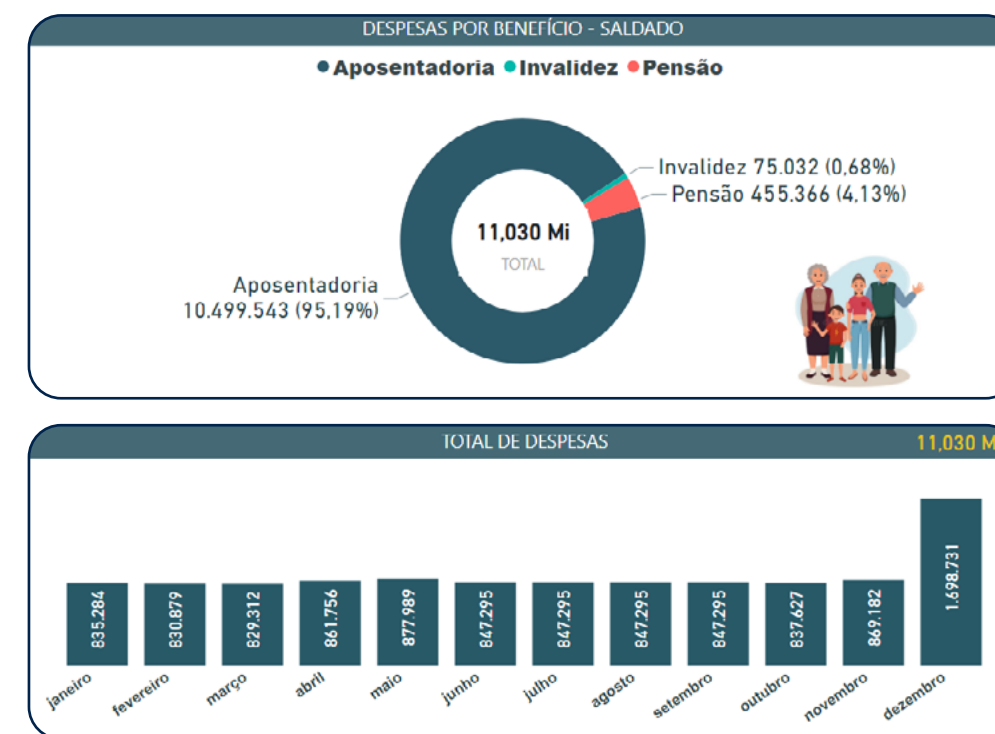 DESPESAS POR BENEFÍCIO - SALDADO
Aposentadoria Invalidez Pensão
Invalidez 75.032 (0,68%)
Pensão 455.366 (4,13%)
11,030 Mi
TOTAL
Aposentadoria
10.499.543 (95,19%)
TOTAL DE DESPESAS 11,030 M
835.284 830.879 829.312 861.756 877.989 847.295 847.295 847.295 847.295 837.627 869.182 1.698.731
janeiro fevereiro março abril maio junho julho agosto setembro outubro novembro dezembro